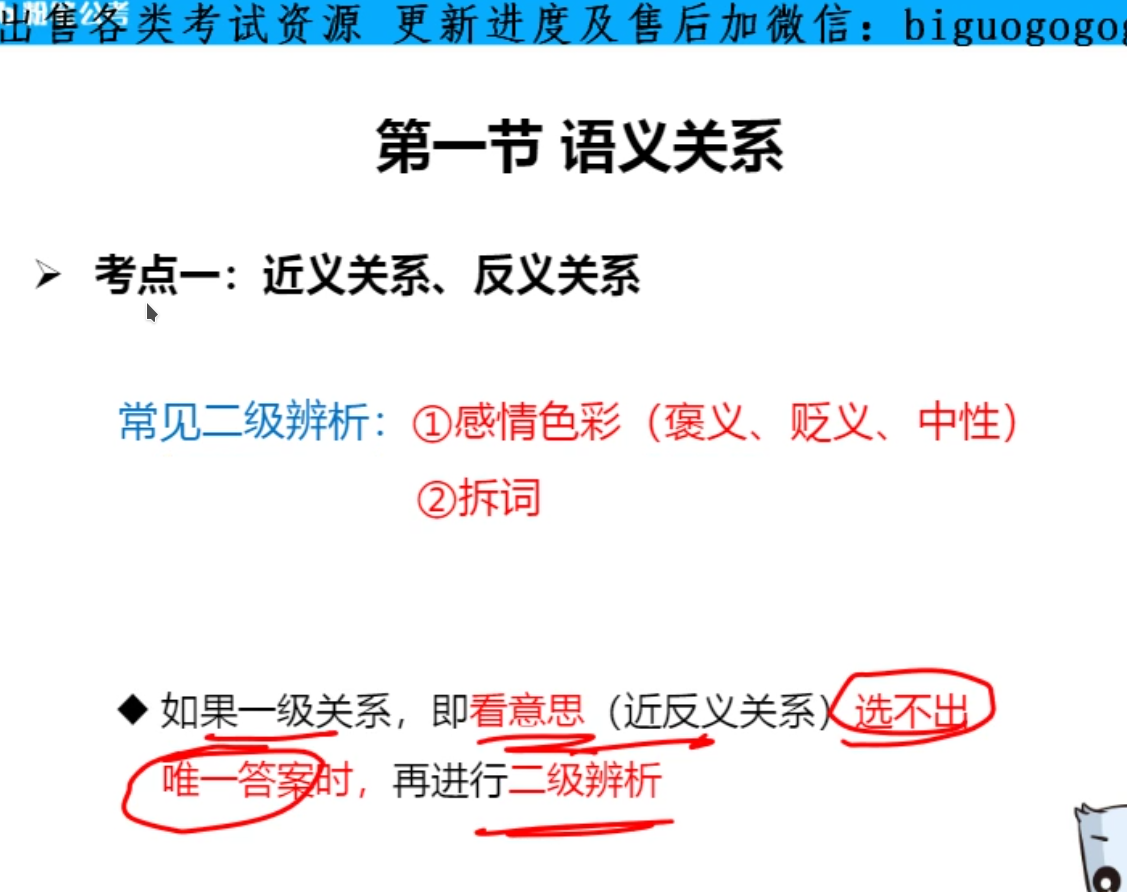 出售各类考试资源 更新进度及售后加微信：biguogogo
第一节 语义关系
考点一：近义关系、反义关系
常见二级辨析：①感情色彩（褒义、贬义、中性）
②拆词
如果一级关系，即看意思（近反义关系）选不出
唯一答案时，再进行二级辨析